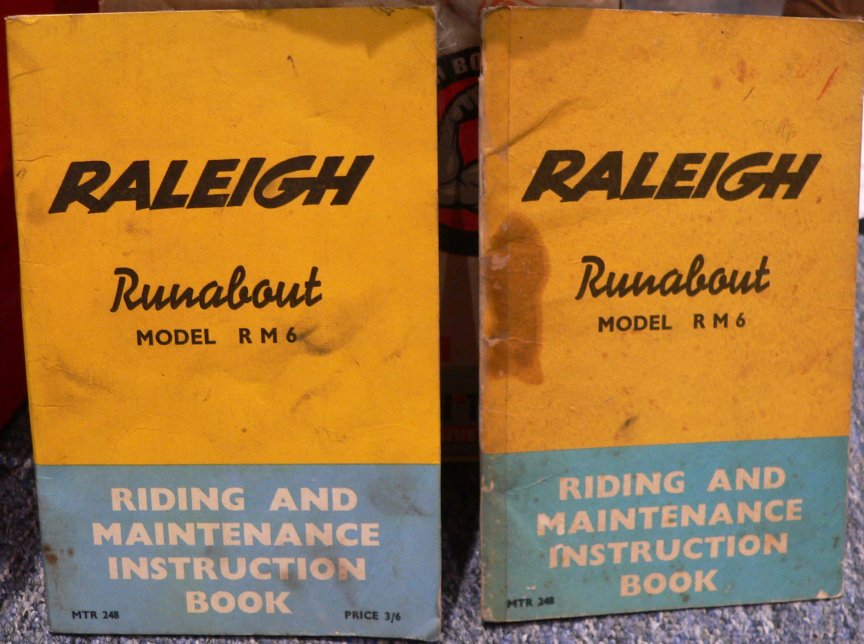 RALEIGH
Runabout
MODEL RM6
RIDING AND
MAINTENANCE
INSTRUCTION
BOOK
MTR 248
PRICE 3/6
RALEIGH
Runabout
MODEL RM6
RIDING AND
MAINTENANCE
INSTRUCTION
BOOK
MTR 248